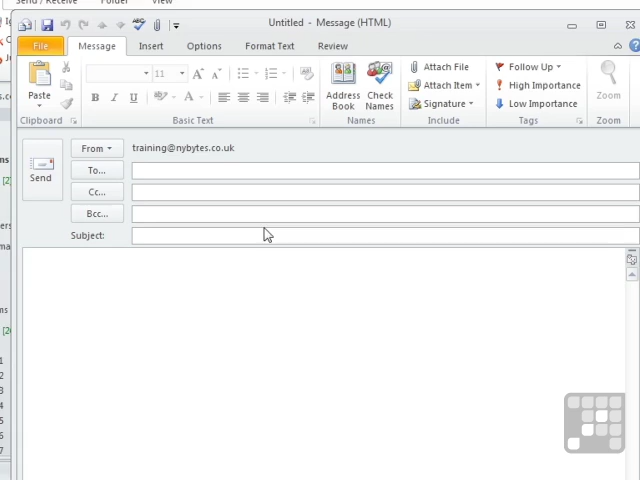 Send / Receive Folder View
Untitled - Message (HTML)
File Message Insert Options Format Text Review
Paste
11
B I U
A
Address Book
Check Names
Attach File
Attach Item
Signature
Follow Up
High Importance
Low Importance
Zoom
Clipboard Basic Text Names Include Tags Zoom
Send
From training@nybytes.co.uk
To...
Cc...
Bcc...
Subject: